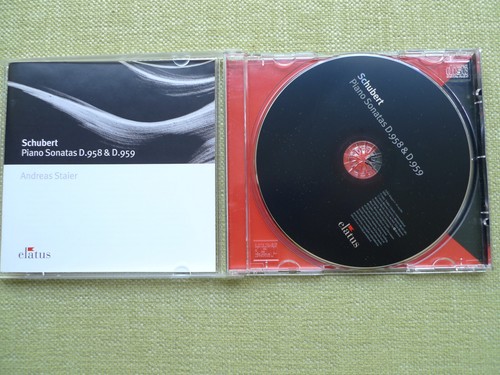 Schubert
Piano Sonatas D.958 & D.959
Andreas Staier
elatus
Schubert
Piano Sonatas D.958 & D.959
elatus